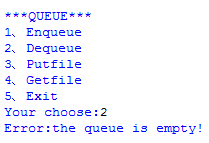 ***QUEUE***
1、Enqueue
2、Dequeue
3、Putfile
4、Getfile
5、Exit
Your choose:2
Error:the queue is empty!